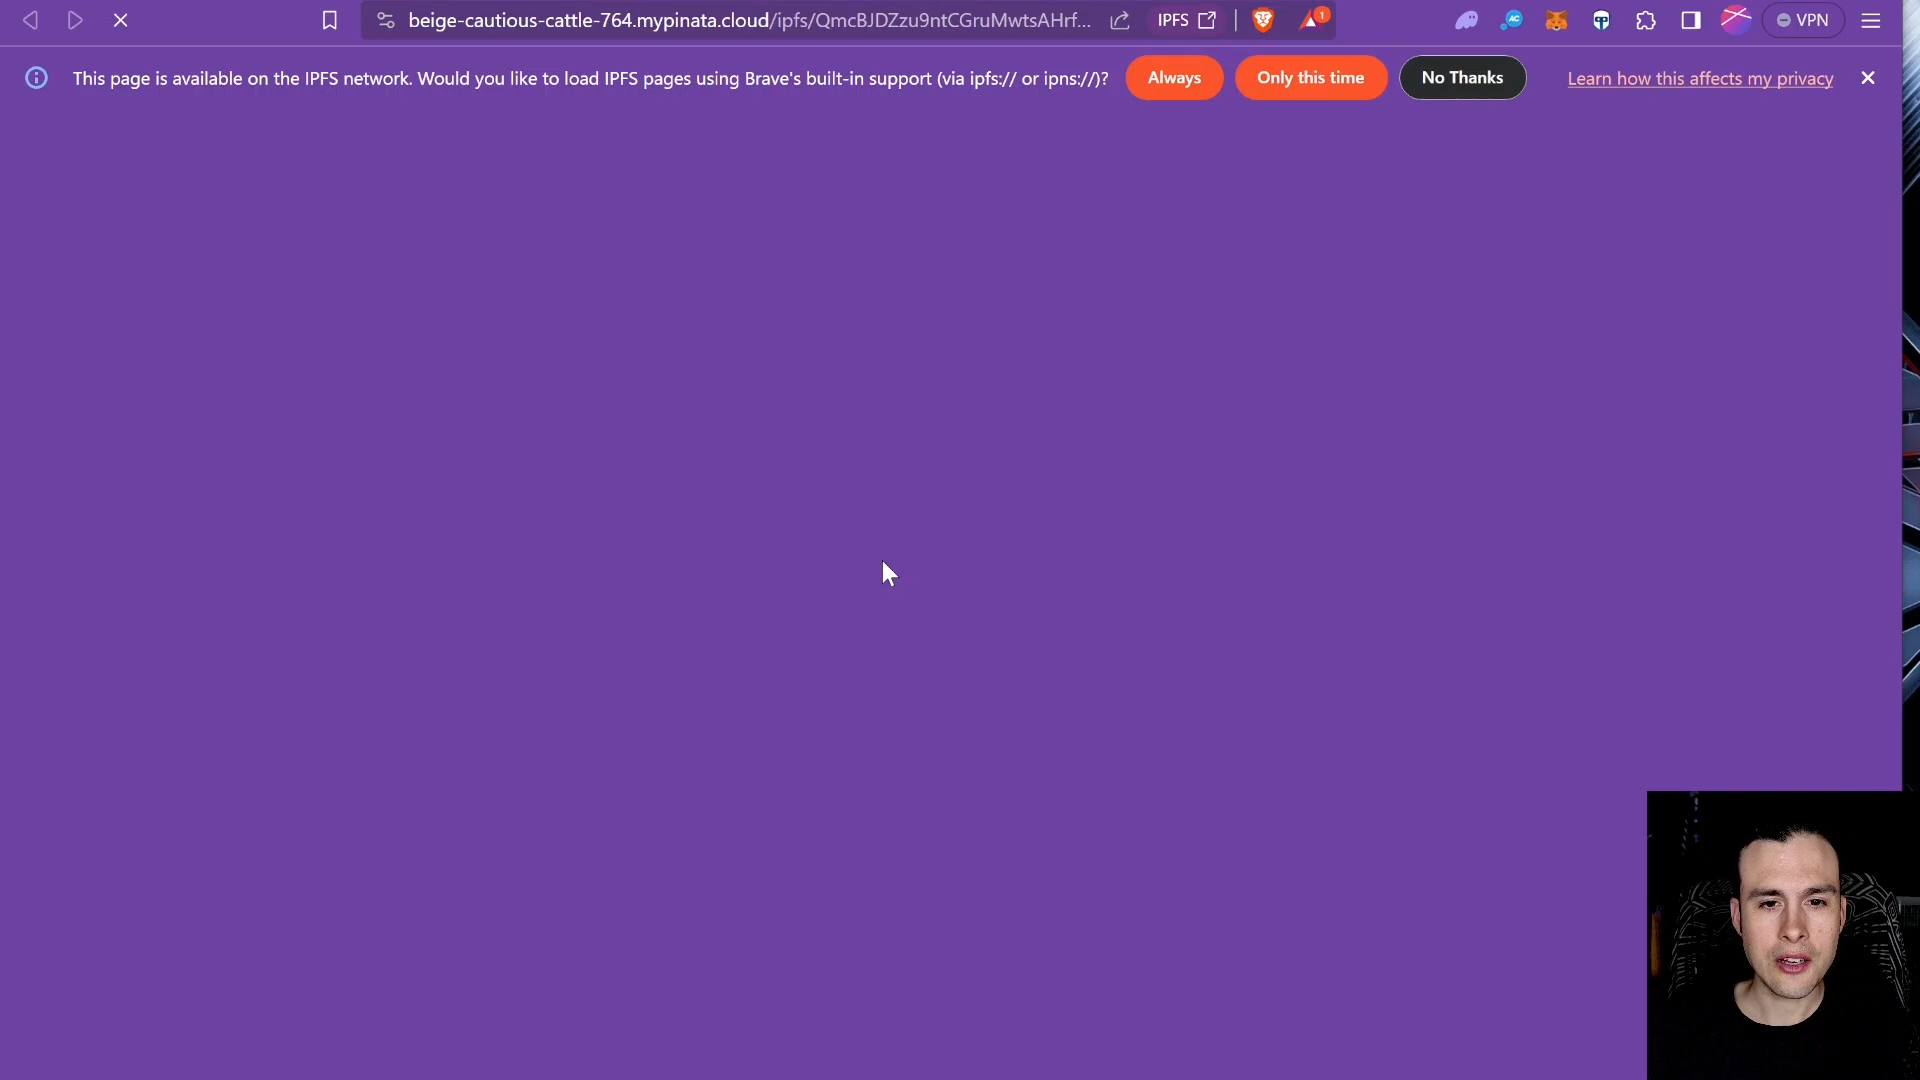 beige-cautious-cattle-764.mypinata.cloud/ipfs/QmcBJDZzu9ntCGruMwtsAHrf... IPFS 1 AC VPN
This page is available on the IPFS network. Would you like to load IPFS pages using Brave's built-in support (via ipfs:// or ipns://)? Always Only this time No Thanks Learn how this affects my privacy